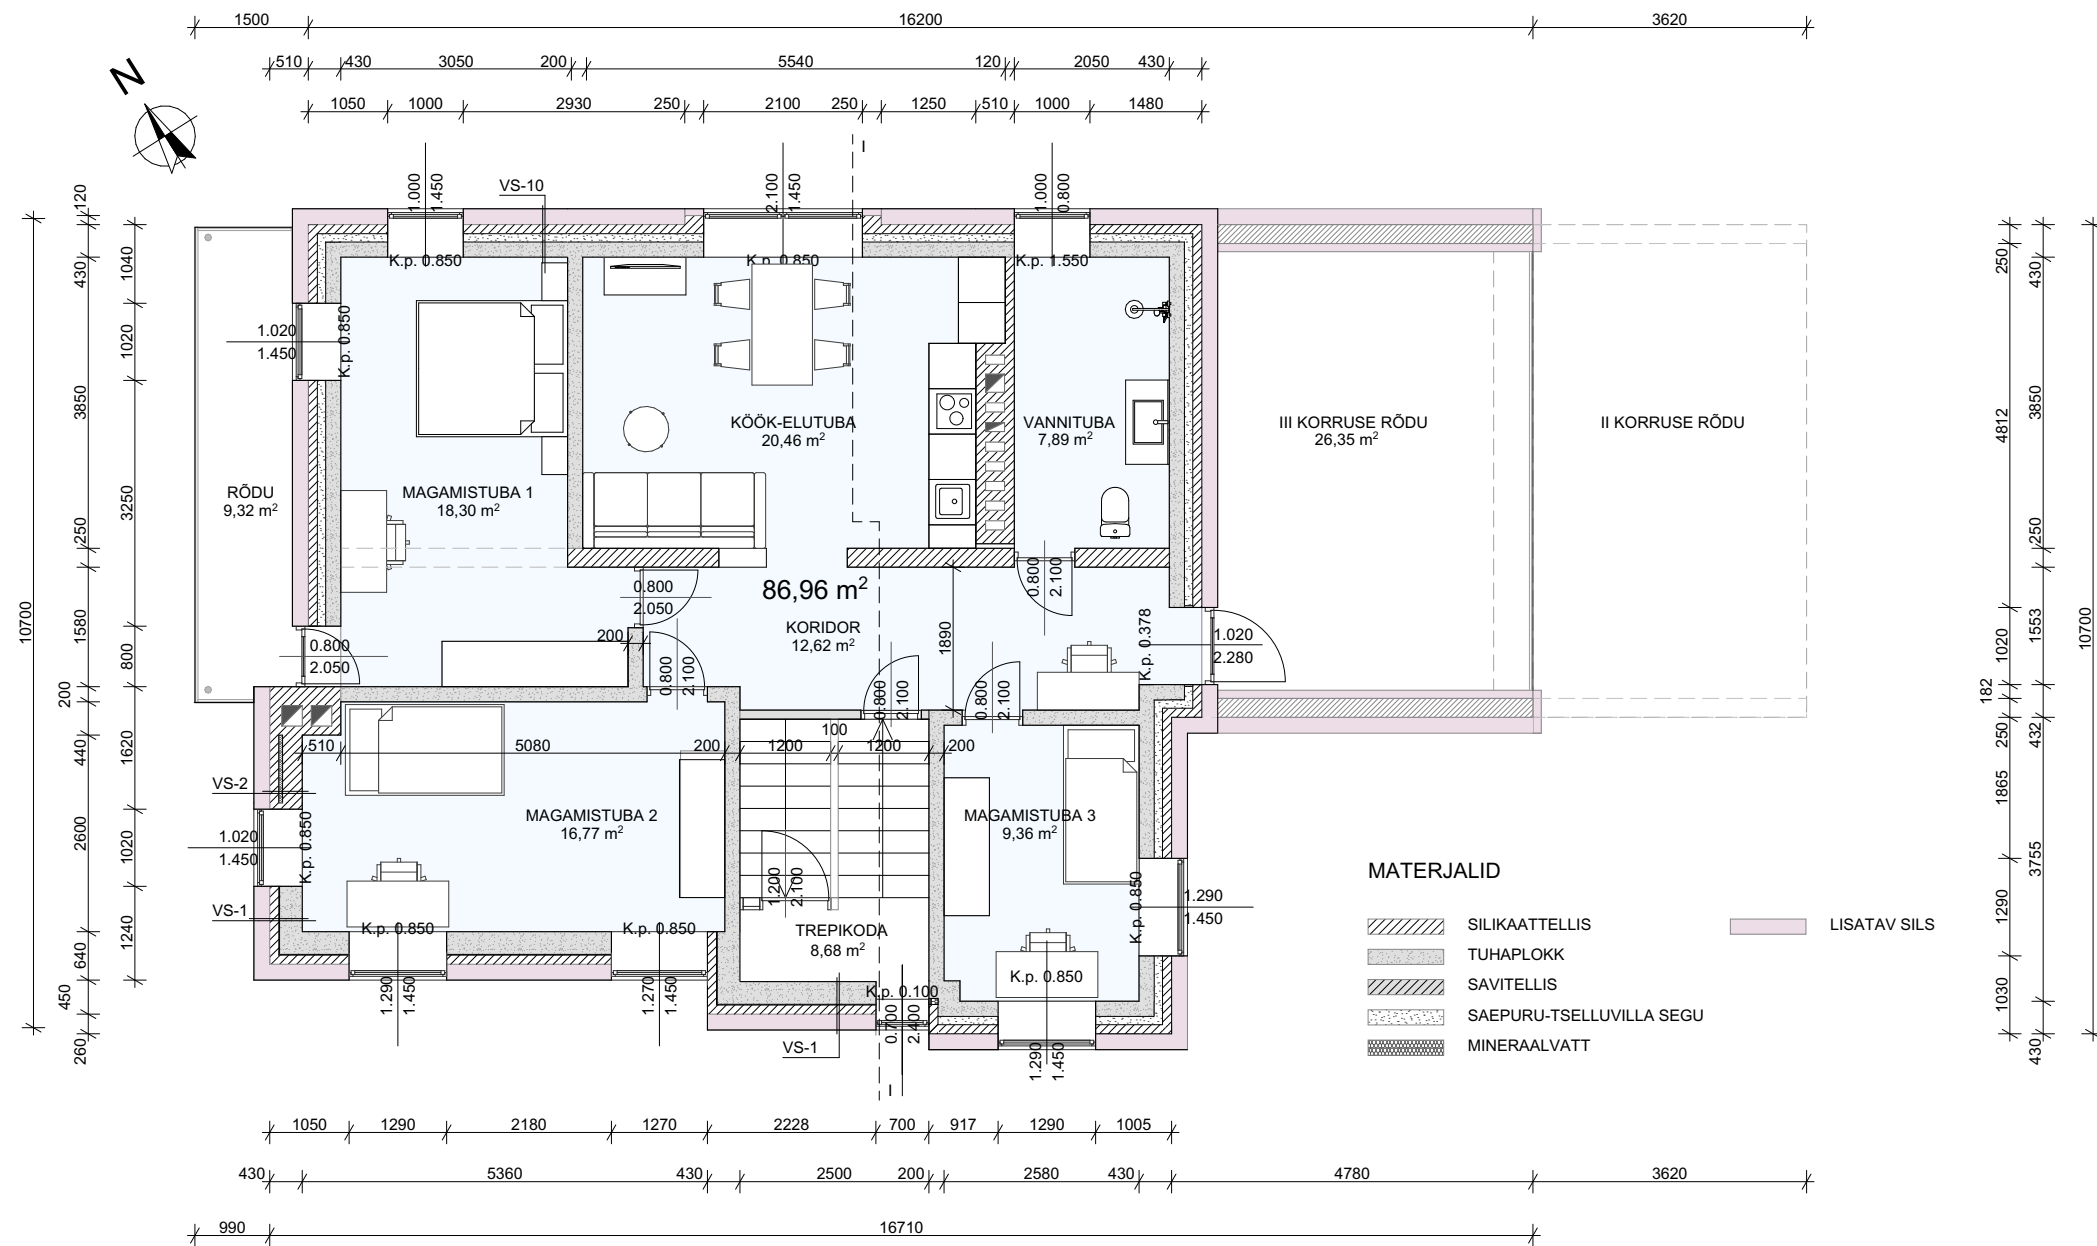 1500 16200 3620
510 430 3050 200 5540 120 2050 430
1050 1000 2930 250 2100 250 1250 510 1000 1480
N
I
VS-10
1.000 1.450
2.100 1.450
1.000 0.800
K.p. 0.850
K.p. 0.850
K.p. 1.550
1.020
1.450
K.p. 0.850
KÖÖK-ELUTUBA
20,46 m²
VANNITUBA
7,89 m²
III KORRUSE RÕDU
26,35 m²
II KORRUSE RÕDU
RÕDU
9,32 m²
MAGAMISTUBA 1
18,30 m²
86,96 m²
KORIDOR
12,62 m²
0.800
2.050
0.800
2.100
1890
K.p. 0.378
1.020
2.280
0.800
2.050
200
0.800
2.100
0.800
2.100
0.800
2.100
510 5080 200 1200 100 1200 200
VS-2
1.020
1.450
K.p. 0.850
VS-1
MAGAMISTUBA 2
16,77 m²
MAGAMISTUBA 3
9,36 m²
1.200
2.100
TREPIKODA
8,68 m²
K.p. 0.850
K.p. 0.850
K.p. 0.100
K.p. 0.850
K.p. 0.850
1.290
1.450
1.290
1.450
1.270
1.450
0.700
2.400
1.290
1.450
VS-1
I
MATERJALID
SILIKAATTELLIS
LISATAV SILS
TUHAPLOKK
SAVITELLIS
SAEPURU-TSELLUVILLA SEGU
MINERAALVATT
10700
120 430 3850 250 1580 200 440 2600 640 450 260
1040 1020 3250 800 1620 1020 1240
250 4812 1020 182 250 1865 1290 1030
430 3850 250 1553 432 3755 430
10700
1050 1290 2180 1270 2228 700 917 1290 1005
430 5360 430 2500 200 2580 430 4780 3620
990 16710